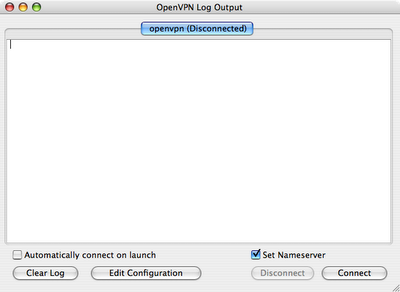 OpenVPN Log Output
openvpn (Disconnected)
Automatically connect on launch
Set Nameserver
Clear Log
Edit Configuration
Disconnect
Connect